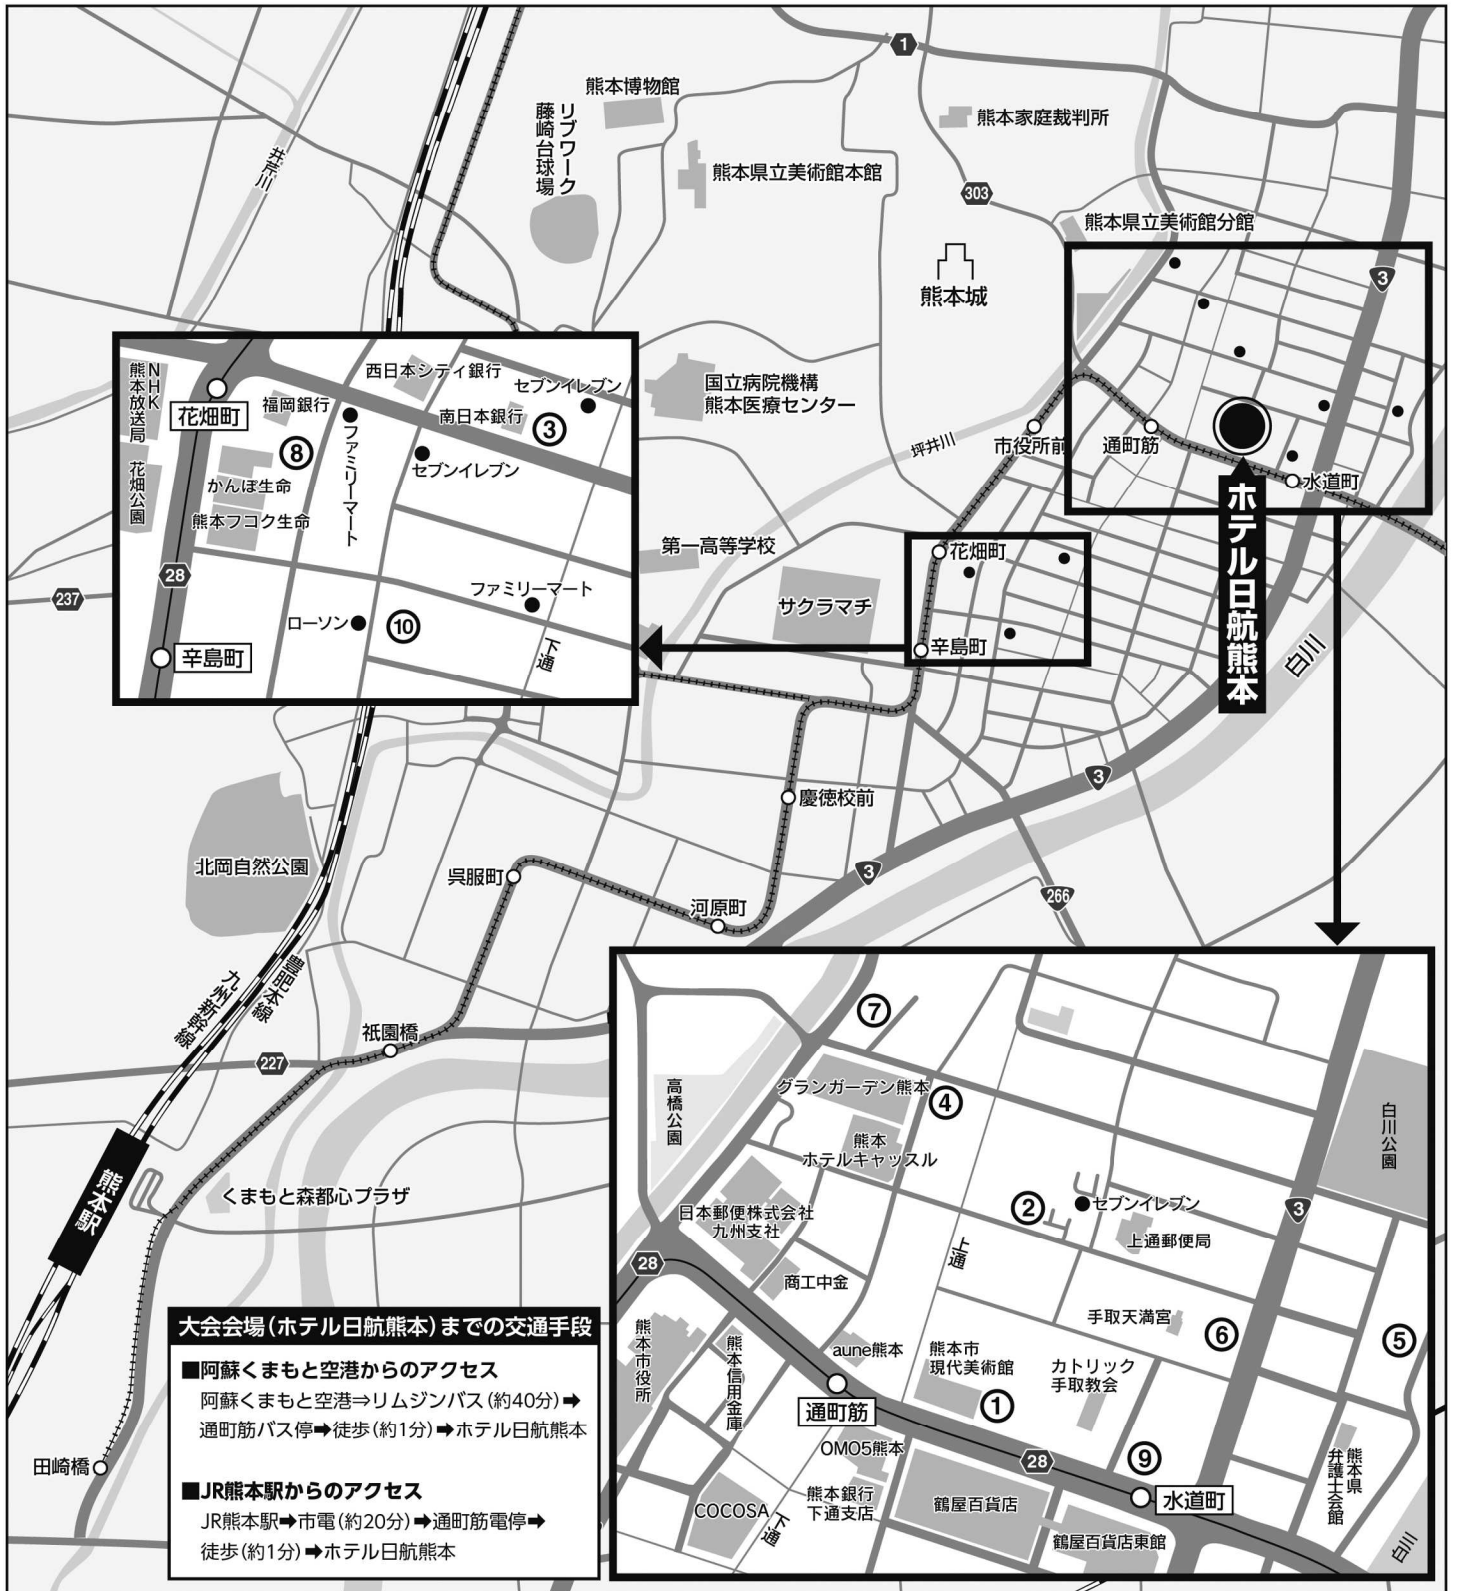 1
熊本博物館
リブワーク
藤崎台球場
熊本家庭裁判所
熊本県立美術館本館
303
井芹川
熊本県立美術館分館
熊本城
3
国立病院機構
熊本医療センター
坪井川
市役所前
通町筋
水道町
ホテル日航熊本
第一高等学校
花畑町
サクラマチ
辛島町
白川
237
NHK
熊本放送局
花畑公園
花畑町
福岡銀行
西日本シティ銀行
セブンイレブン
南日本銀行
③
⑧
ファミリーマート
セブンイレブン
かんぽ生命
熊本フコク生命
28
ファミリーマート
ローソン
⑩
下通
辛島町
3
慶徳校前
北岡自然公園
呉服町
3
266
河原町
豊肥本線
九州新幹線
祇園橋
227
熊本駅
くまもと森都心プラザ
田崎橋
⑦
高橋公園
グランガーデン熊本
④
白川公園
熊本
ホテルキャッスル
②
セブンイレブン
3
日本郵便株式会社
九州支社
上通郵便局
上通
28
商工中金
手取天満宮
⑥
⑤
熊本市役所
熊本信用金庫
aune熊本
熊本市
現代美術館
カトリック
手取教会
通町筋
①
OMO5熊本
28
⑨
熊本県
弁護士会館
水道町
COCOSA
下通
熊本銀行
下通支店
鶴屋百貨店
鶴屋百貨店東館
白川
大会会場(ホテル日航熊本)までの交通手段
■阿蘇くまもと空港からのアクセス
阿蘇くまもと空港⇒リムジンバス(約40分)➡
通町筋バス停➡徒歩(約1分)➡ホテル日航熊本
■JR熊本駅からのアクセス
JR熊本駅➡市電(約20分)➡通町筋電停➡
徒歩(約1分)➡ホテル日航熊本